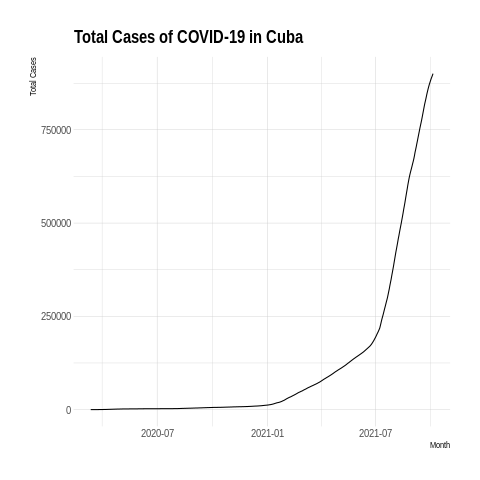 Total Cases of COVID-19 in Cuba
Total Cases
750000
500000
250000
0
2020-07
2021-01
2021-07
Month